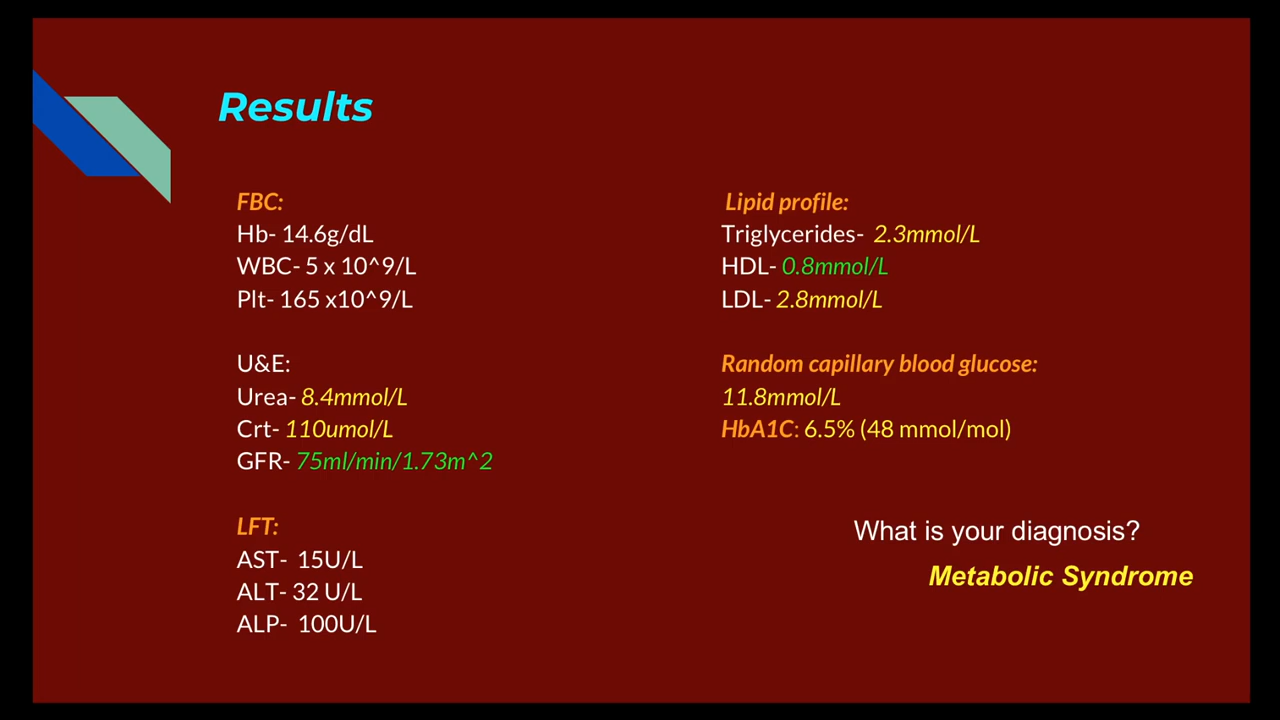 Results
FBC:
Hb- 14.6g/dL
WBC- 5 x 10^9/L
Plt- 165 x10^9/L
U&E:
Urea- 8.4mmol/L
Crt- 110umol/L
GFR- 75ml/min/1.73m^2
LFT:
AST-  15U/L
ALT- 32 U/L
ALP-  100U/L
Lipid profile:
Triglycerides-  2.3mmol/L
HDL- 0.8mmol/L
LDL- 2.8mmol/L
Random capillary blood glucose:
11.8mmol/L
HbA1C: 6.5% (48 mmol/mol)
What is your diagnosis?
Metabolic Syndrome